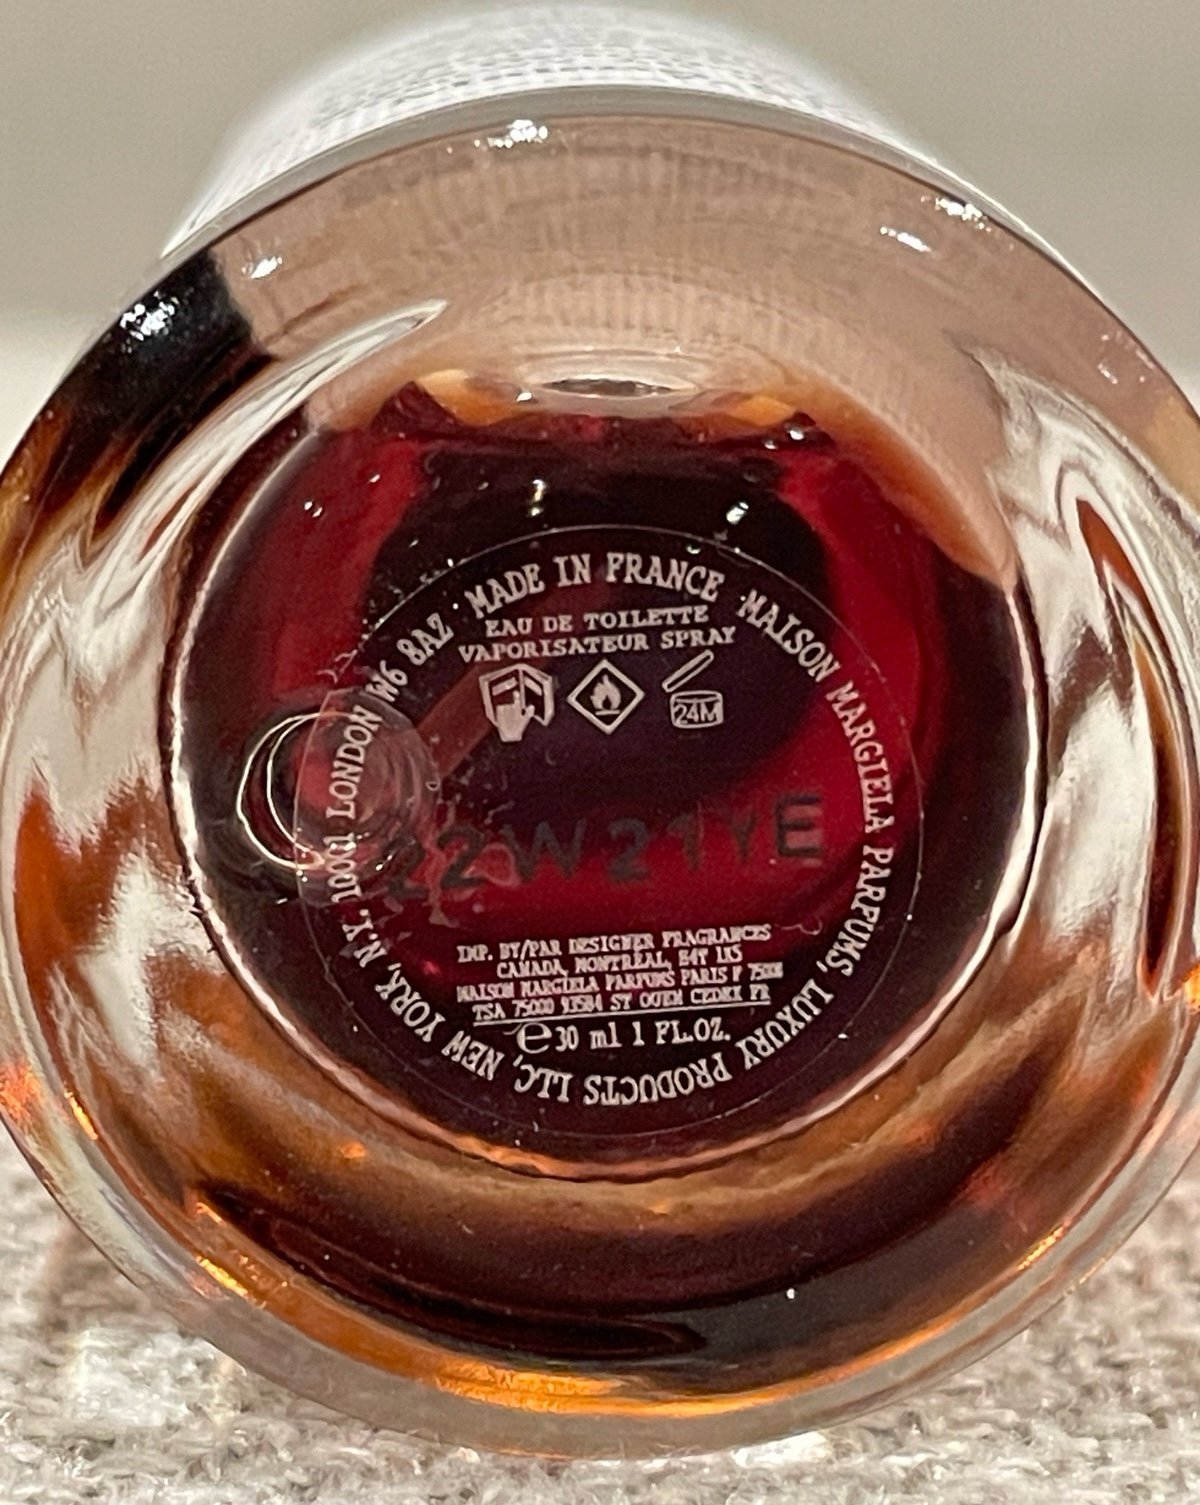 MADE IN FRANCE · MAISON MARGIELA PARFUMS, LUXURY PRODUCTS LLC, NEW YORK, N.Y. 10001 LONDON W6 8AZ ·
EAU DE TOILETTE
VAPORISATEUR SPRAY
24M
22W21YE
IMP. BY/PAR DESIGNER FRAGRANCES
CANADA, MONTRÉAL, H4T 1K5
MAISON MARGIELA PARFUMS PARIS F 75008
TSA 75000 93584 ST OUEN CEDEX FR
e 30 ml 1 FL.OZ.